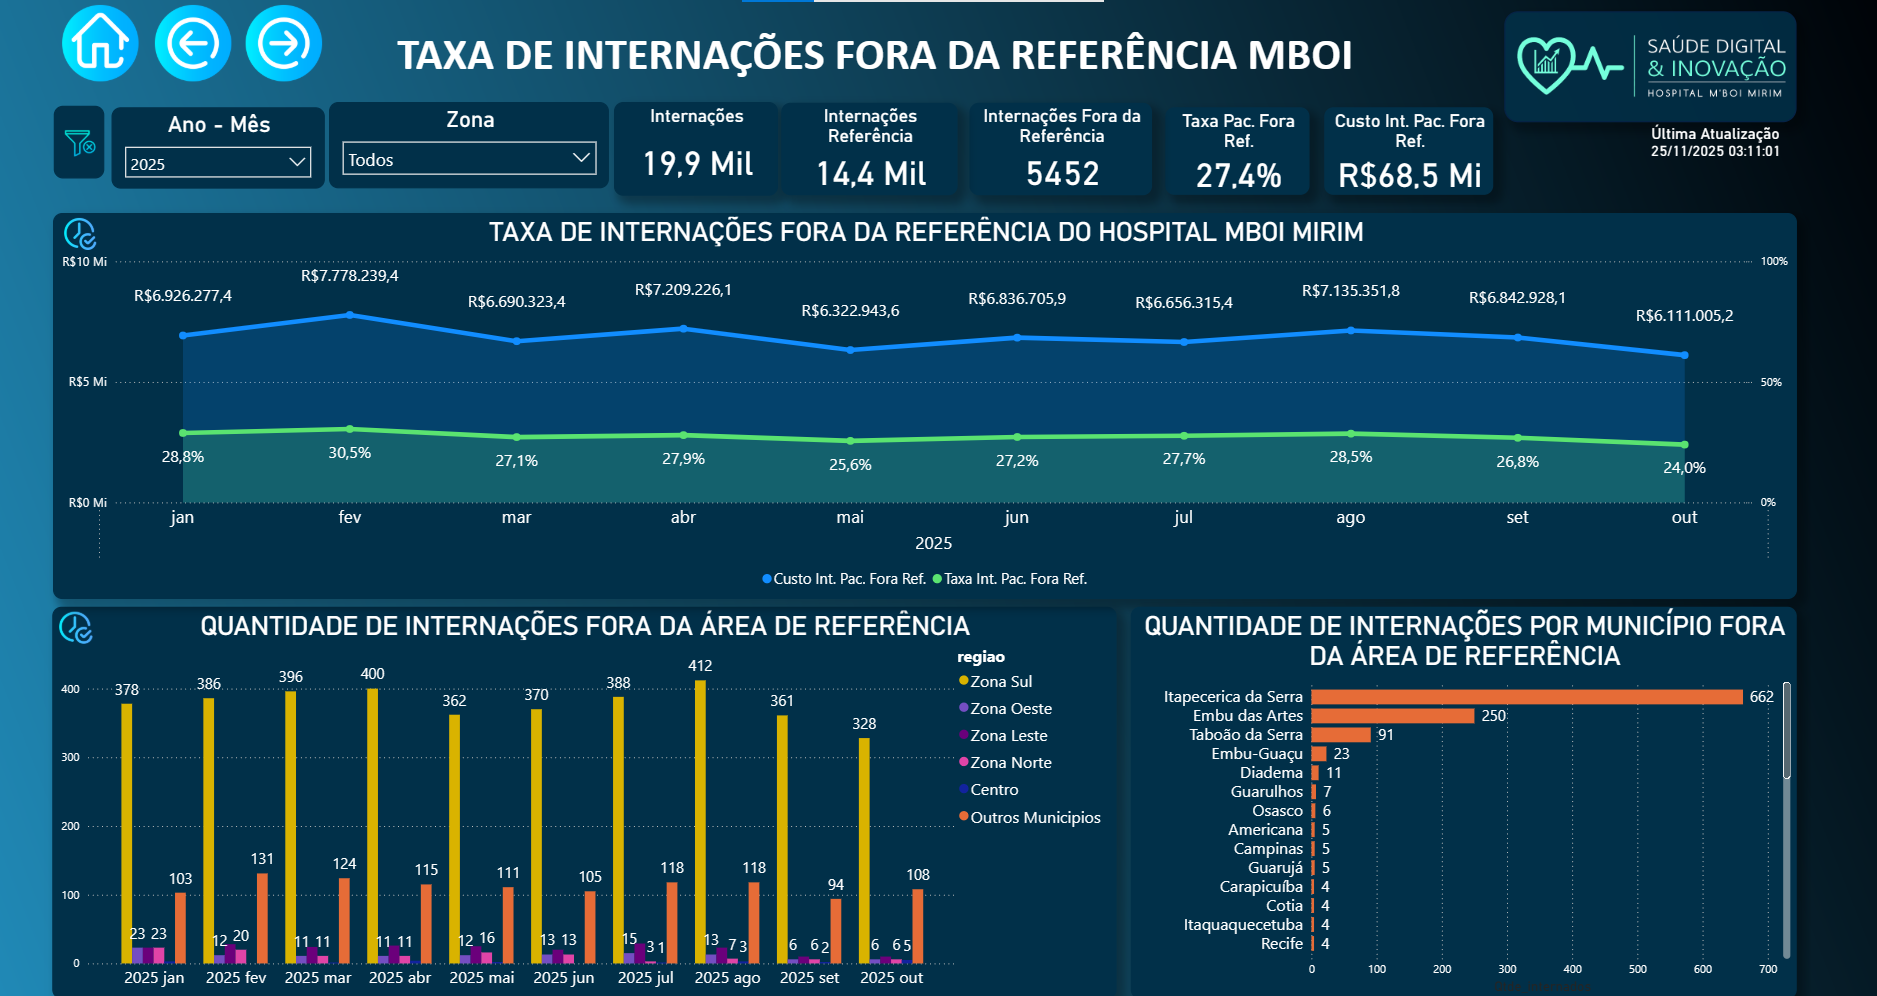 TAXA DE INTERNAÇÕES FORA DA REFERÊNCIA MBOI
SAÚDE DIGITAL
& INOVAÇÃO
HOSPITAL M'BOI MIRIM
Última Atualização
25/11/2025 03:11:01
Ano - Mês
2025
Zona
Todos
Internações
19,9 Mil
Internações
Referência
14,4 Mil
Internações Fora da
Referência
5452
Taxa Pac. Fora
Ref.
27,4%
Custo Int. Pac. Fora
Ref.
R$68,5 Mi
TAXA DE INTERNAÇÕES FORA DA REFERÊNCIA DO HOSPITAL MBOI MIRIM
R$10 Mi
R$5 Mi
R$0 Mi
100%
50%
0%
R$6.926.277,4
R$7.778.239,4
R$6.690.323,4
R$7.209.226,1
R$6.322.943,6
R$6.836.705,9
R$6.656.315,4
R$7.135.351,8
R$6.842.928,1
R$6.111.005,2
28,8%
30,5%
27,1%
27,9%
25,6%
27,2%
27,7%
28,5%
26,8%
24,0%
jan fev mar abr mai jun jul ago set out
2025
Custo Int. Pac. Fora Ref. Taxa Int. Pac. Fora Ref.
QUANTIDADE DE INTERNAÇÕES FORA DA ÁREA DE REFERÊNCIA
400
300
200
100
0
378 23 23 103
386 12 20 131
396 11 11 124
400 11 11 115
362 12 16 111
370 13 13 105
388 15 3 1 118
412 13 7 3 118
361 6 6 2 94
328 6 6 5 108
2025 jan 2025 fev 2025 mar 2025 abr 2025 mai 2025 jun 2025 jul 2025 ago 2025 set 2025 out
regiao
Zona Sul
Zona Oeste
Zona Leste
Zona Norte
Centro
Outros Municipios
QUANTIDADE DE INTERNAÇÕES POR MUNICÍPIO FORA
DA ÁREA DE REFERÊNCIA
Itapecerica da Serra 662
Embu das Artes 250
Taboão da Serra 91
Embu-Guaçu 23
Diadema 11
Guarulhos 7
Osasco 6
Americana 5
Campinas 5
Guarujá 5
Carapicuíba 4
Cotia 4
Itaquaquecetuba 4
Recife 4
0 100 200 300 400 500 600 700